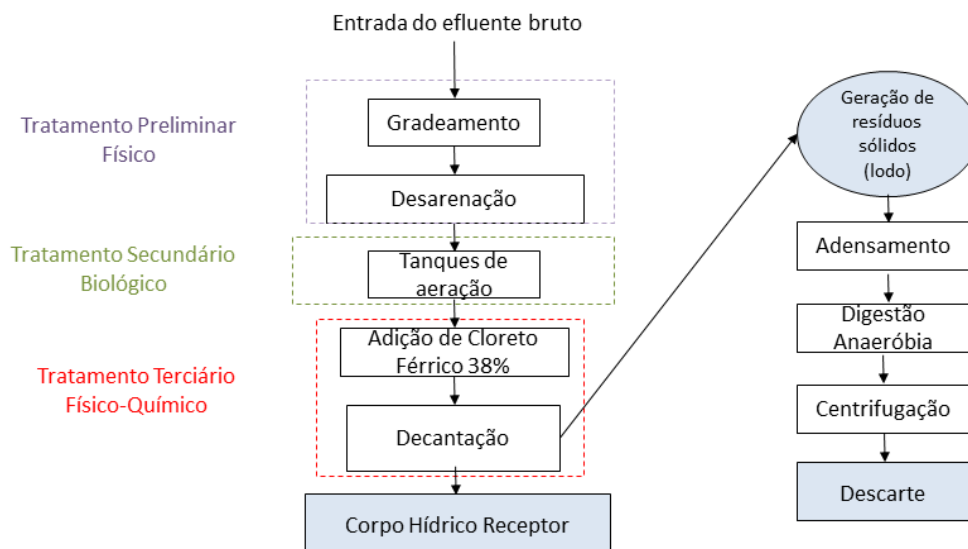 Entrada do efluente bruto
Tratamento Preliminar
Físico
Gradeamento
Desarenação
Tratamento Secundário
Biológico
Tanques de
aeração
Tratamento Terciário
Físico-Químico
Adição de Cloreto
Férrico 38%
Decantação
Corpo Hídrico Receptor
Geração de
resíduos
sólidos
(lodo)
Adensamento
Digestão
Anaeróbia
Centrifugação
Descarte